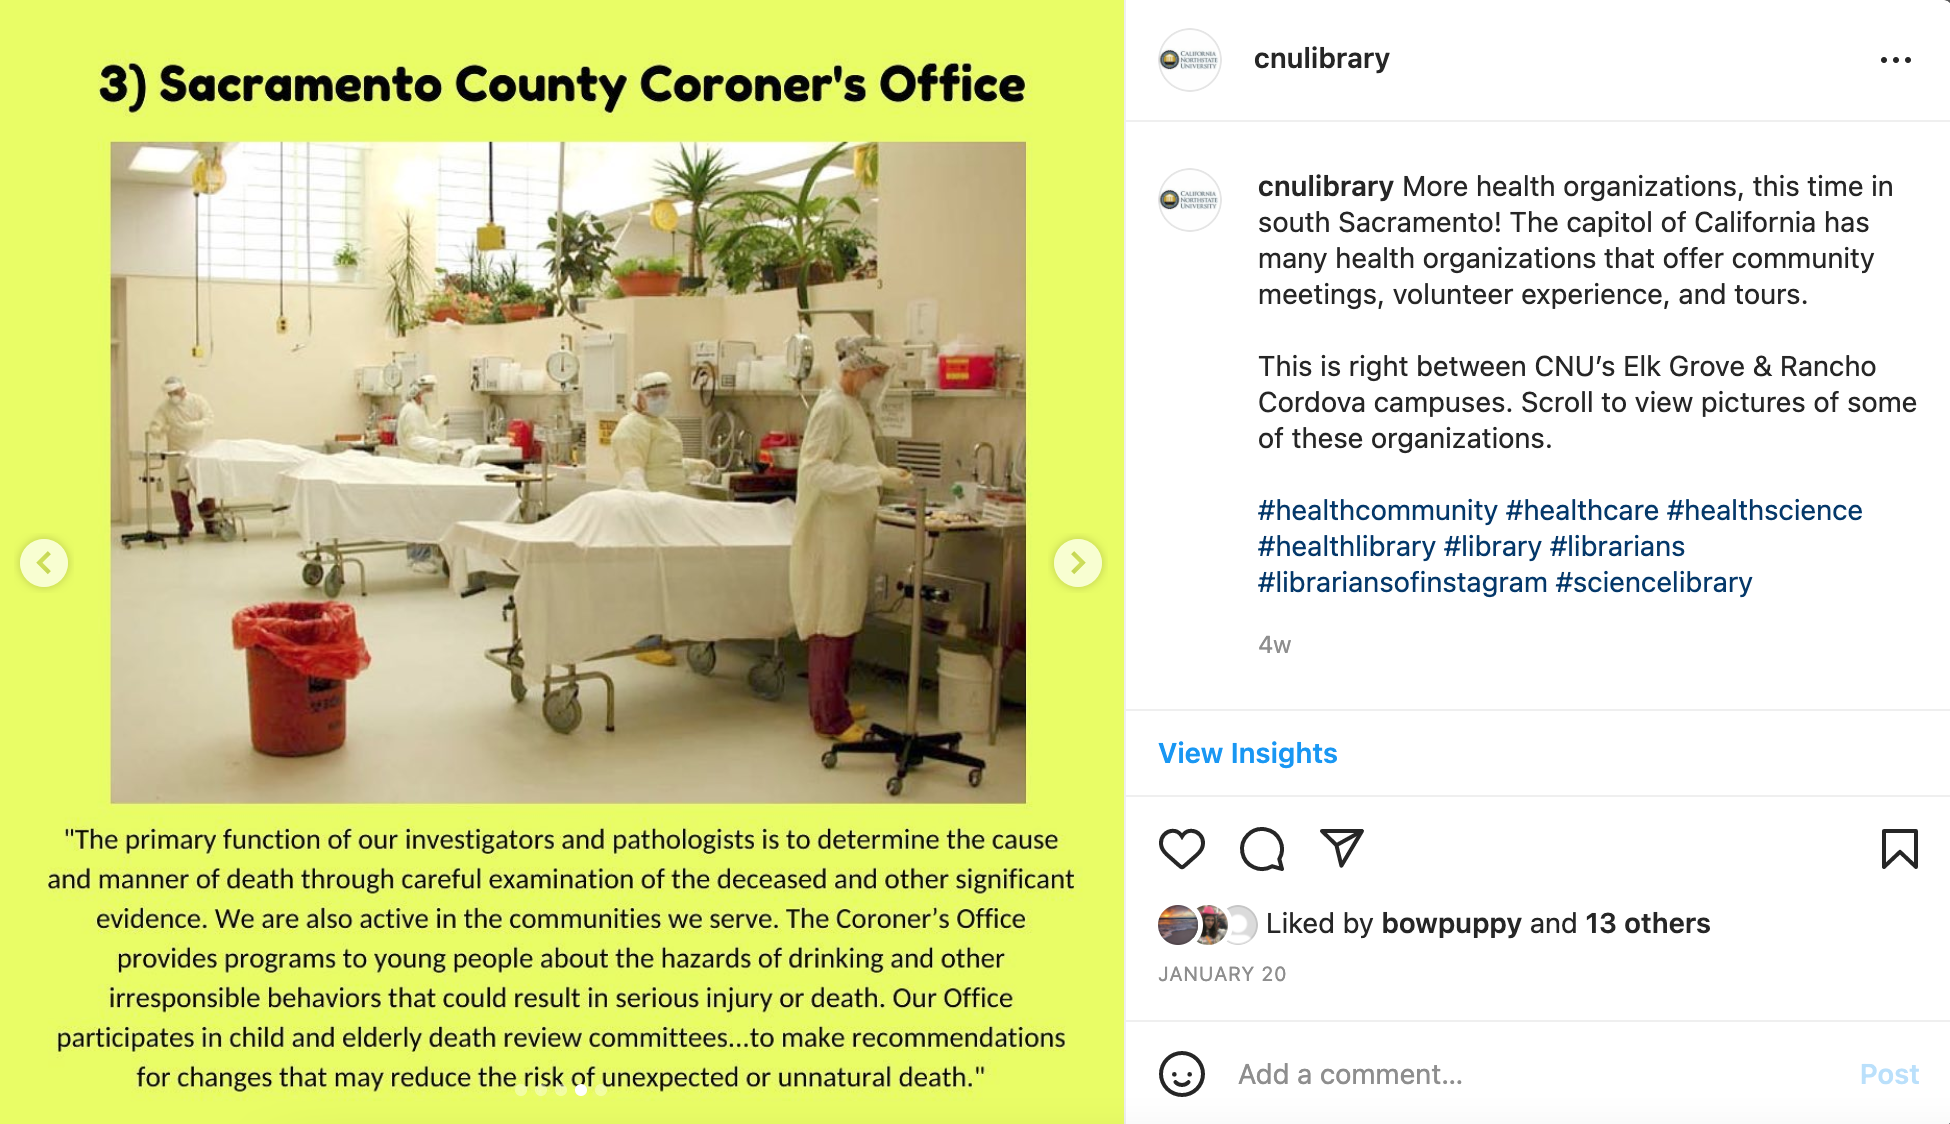 3) Sacramento County Coroner's Office
"The primary function of our investigators and pathologists is to determine the cause
and manner of death through careful examination of the deceased and other significant
evidence. We are also active in the communities we serve. The Coroner’s Office
provides programs to young people about the hazards of drinking and other
irresponsible behaviors that could result in serious injury or death. Our Office
participates in child and elderly death review committees...to make recommendations
for changes that may reduce the risk of unexpected or unnatural death."
CALIFORNIA
NORTHSTATE
UNIVERSITY
cnulibrary
CALIFORNIA
NORTHSTATE
UNIVERSITY
cnulibrary More health organizations, this time in
south Sacramento! The capitol of California has
many health organizations that offer community
meetings, volunteer experience, and tours.
This is right between CNU’s Elk Grove & Rancho
Cordova campuses. Scroll to view pictures of some
of these organizations.
#healthcommunity #healthcare #healthscience
#healthlibrary #library #librarians
#librariansofinstagram #sciencelibrary
4w
View Insights
Liked by bowpuppy and 13 others
JANUARY 20
Add a comment...
Post